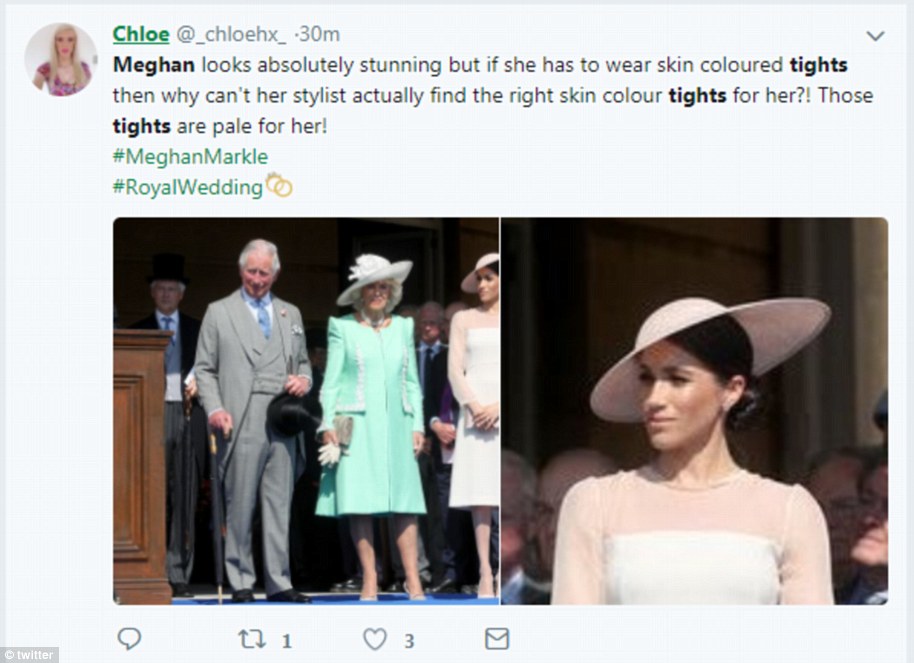 Chloe @_chloehx_ ·30m
Meghan looks absolutely stunning but if she has to wear skin coloured tights
then why can't her stylist actually find the right skin colour tights for her?! Those
tights are pale for her!
#MeghanMarkle
#RoyalWedding
1 3
© twitter